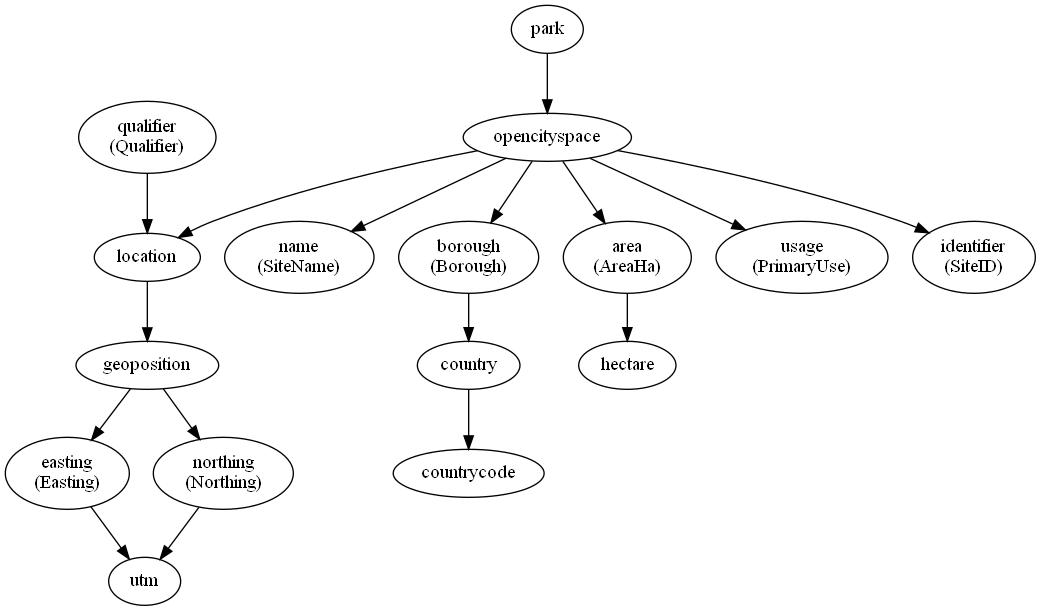 park
qualifier
(Qualifier)
opencityspace
location
name
(SiteName)
borough
(Borough)
area
(AreaHa)
usage
(PrimaryUse)
identifier
(SiteID)
geoposition
country
hectare
easting
(Easting)
northing
(Northing)
countrycode
utm